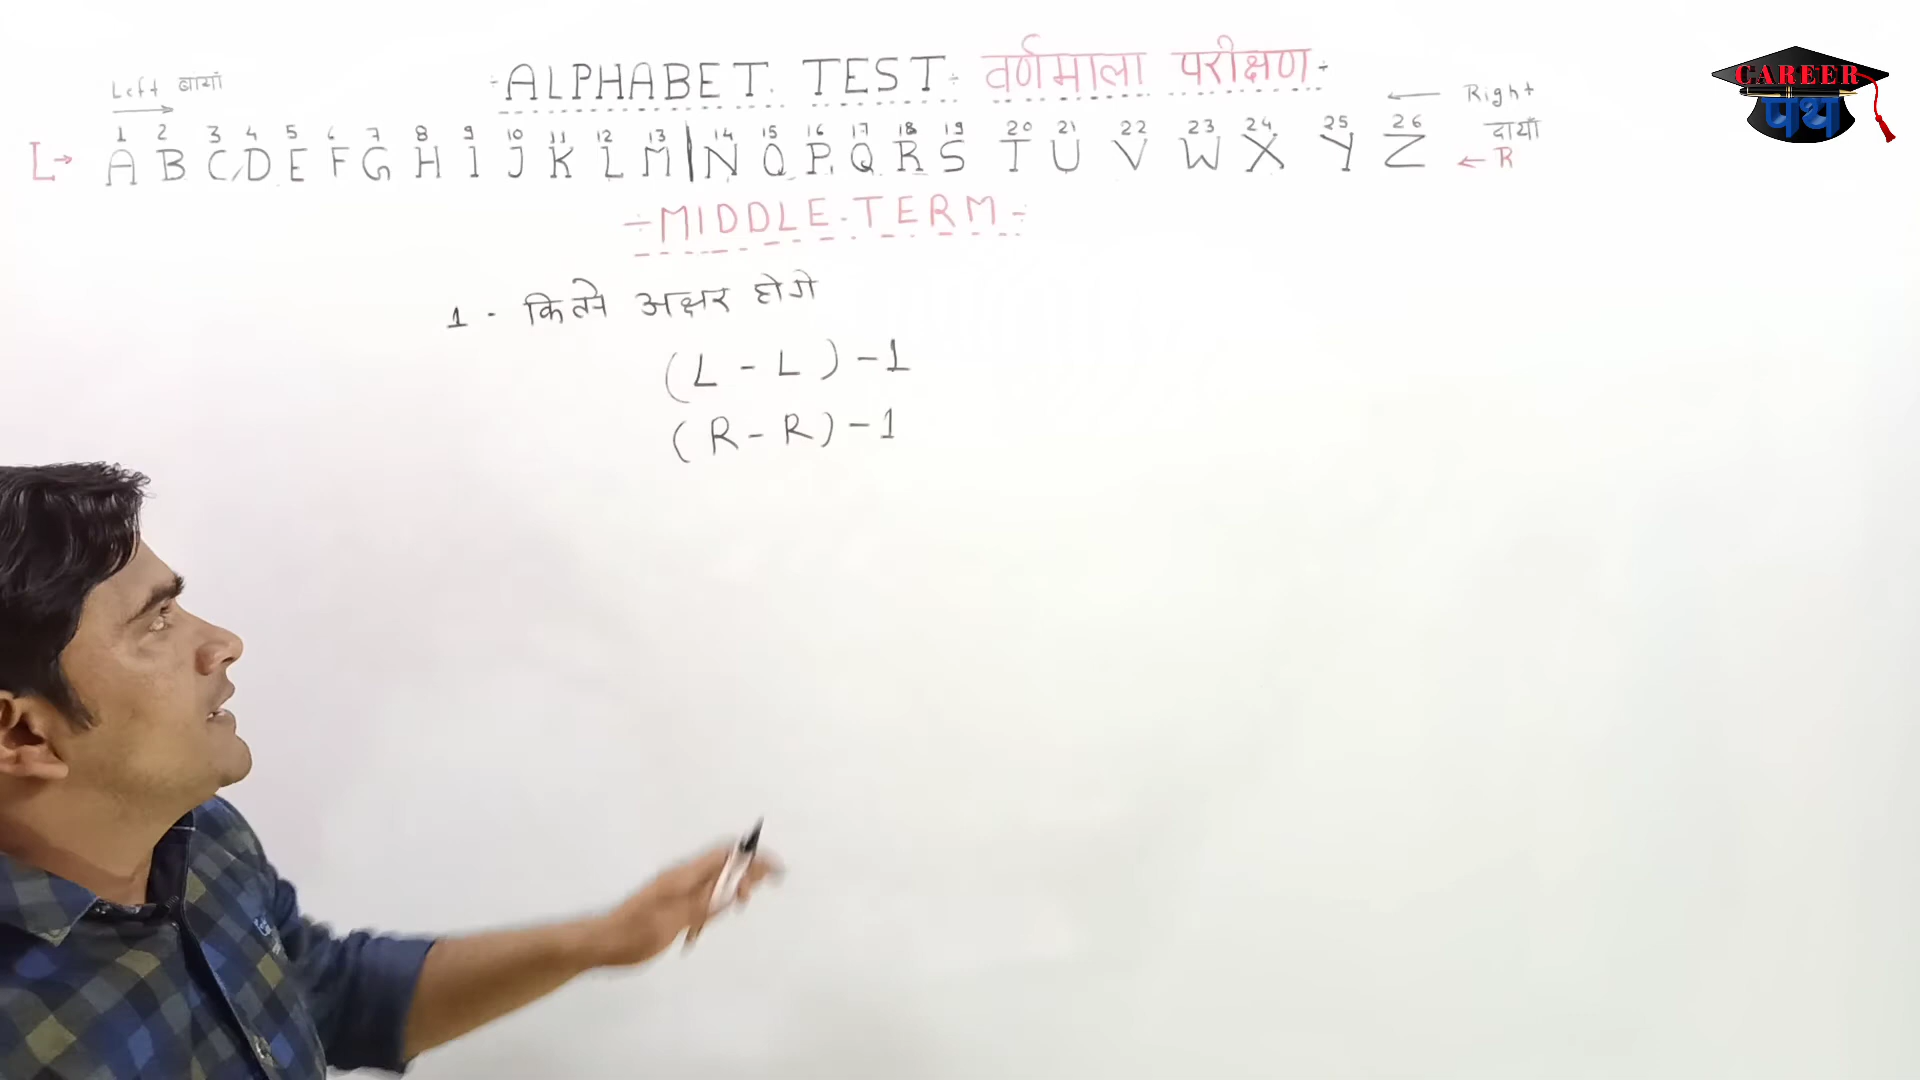 Left बायां
÷ ALPHABET TEST ÷ वर्णमाला परीक्षण ÷
← Right
दायाँ
1 2 3 4 5 6 7 8 9 10 11 12 13 14 15 16 17 18 19 20 21 22 23 24 25 26
L→ A B C D E F G H I J K L M | N O P Q R S T U V W X Y Z ← R
÷ MIDDLE-TERM ÷
1 - कितने अक्षर होगे
(L - L) - 1
(R - R) - 1
CAREER
पथ